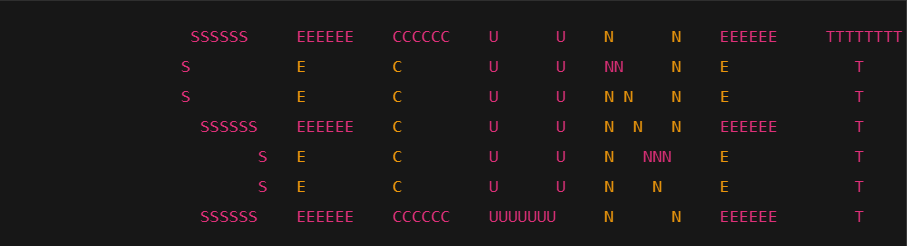 SSSSSS     EEEEEE    CCCCCC    U      U    N      N    EEEEEE     TTTTTTTT
S           E         C         U      U    NN     N    E             T
S           E         C         U      U    N N    N    E             T
  SSSSSS    EEEEEE    C         U      U    N  N   N    EEEEEE        T
        S   E         C         U      U    N   NNN     E             T
        S   E         C         U      U    N    N      E             T
  SSSSSS    EEEEEE    CCCCCC    UUUUUUU     N      N    EEEEEE        T